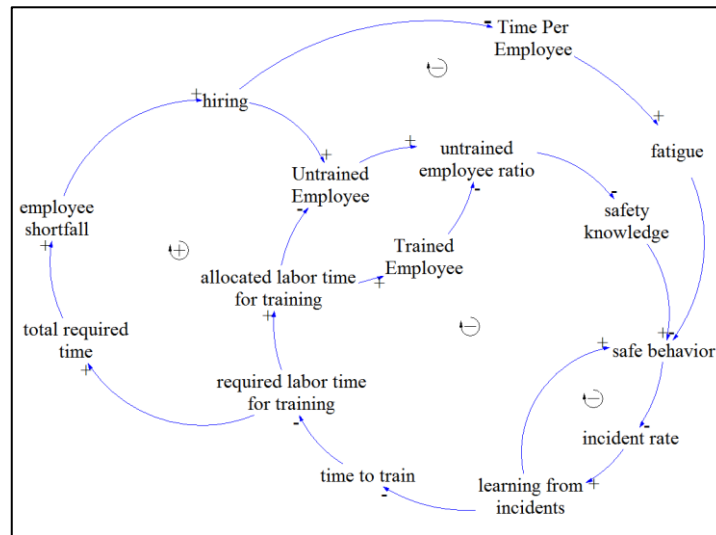 Time Per
Employee
hiring
fatigue
Untrained
Employee
untrained
employee ratio
safety
knowledge
employee
shortfall
Trained
Employee
allocated labor time
for training
total required
time
safe behavior
required labor time
for training
incident rate
time to train
learning from
incidents